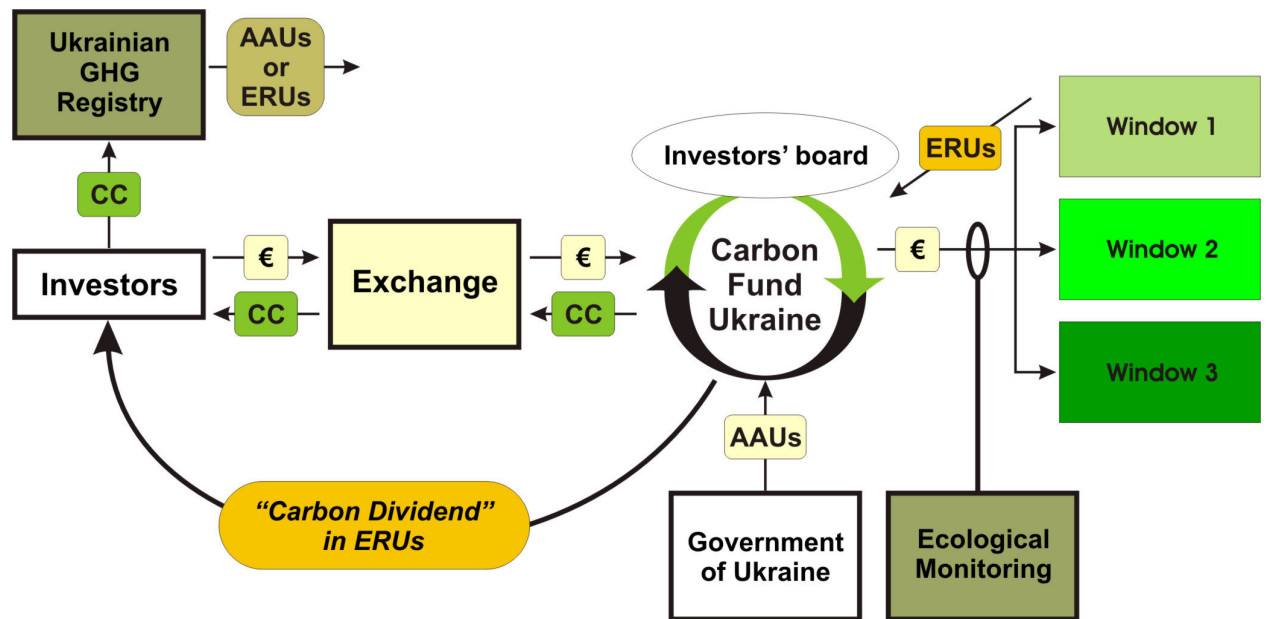 Ukrainian
GHG
Registry
AAUs
or
ERUs
CC
Investors
€
CC
Exchange
€
CC
Investors’ board
Carbon
Fund
Ukraine
ERUs
€
Window 1
Window 2
Window 3
AAUs
“Carbon Dividend”
in ERUs
Government
of Ukraine
Ecological
Monitoring